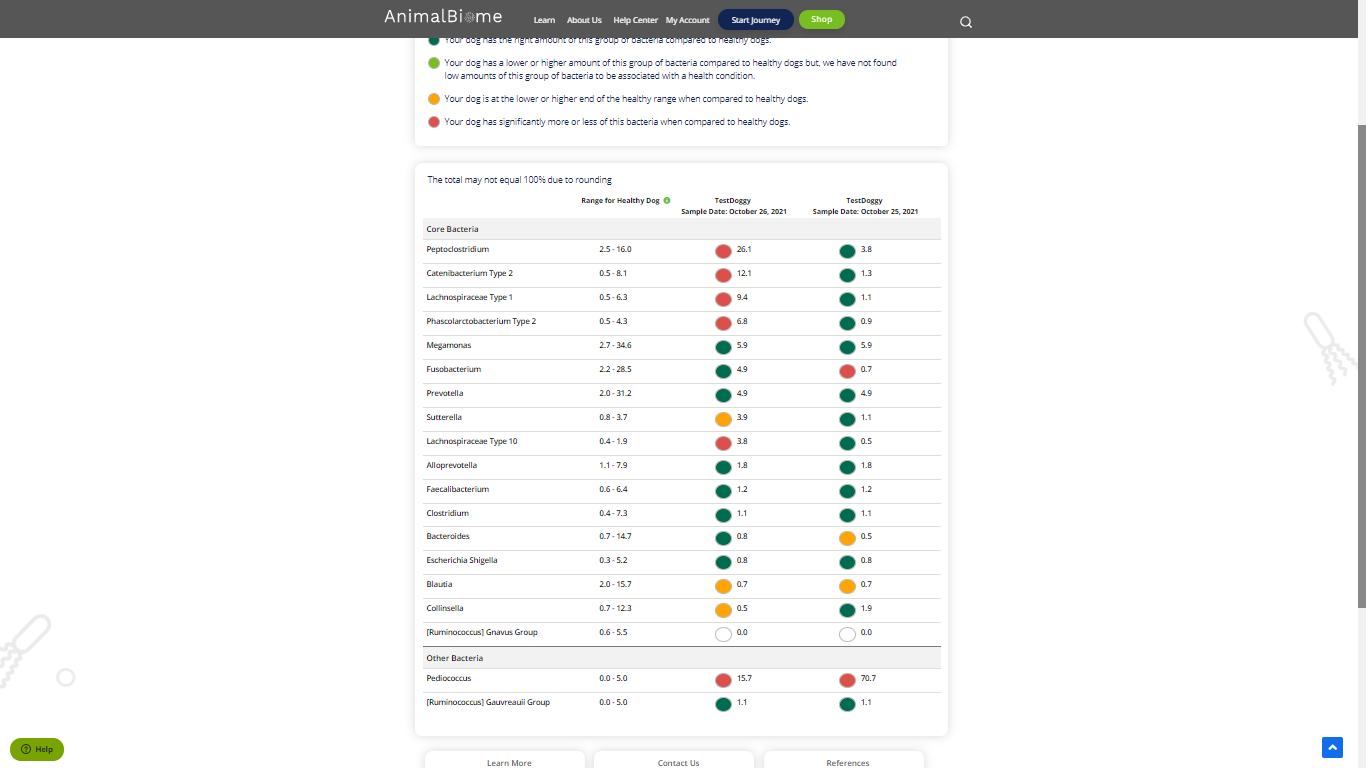 AnimalBiome
Learn About Us Help Center My Account Start Journey Shop
Your dog has the right amount of this group of bacteria compared to healthy dogs.
Your dog has a lower or higher amount of this group of bacteria compared to healthy dogs but, we have not found
low amounts of this group of bacteria to be associated with a health condition.
Your dog is at the lower or higher end of the healthy range when compared to healthy dogs.
Your dog has significantly more or less of this bacteria when compared to healthy dogs.
The total may not equal 100% due to rounding
Range for Healthy Dog TestDoggy TestDoggy
Sample Date: October 26, 2021 Sample Date: October 25, 2021
Core Bacteria
Peptoclostridium 2.5 - 16.0 26.1 3.8
Catenibacterium Type 2 0.5 - 8.1 12.1 1.3
Lachnospiraceae Type 1 0.5 - 6.3 9.4 1.1
Phascolarctobacterium Type 2 0.5 - 4.3 6.8 0.9
Megamonas 2.7 - 34.6 5.9 5.9
Fusobacterium 2.2 - 28.5 4.9 0.7
Prevotella 2.0 - 31.2 4.9 4.9
Sutterella 0.8 - 3.7 3.9 1.1
Lachnospiraceae Type 10 0.4 - 1.9 3.8 0.5
Alloprevotella 1.1 - 7.9 1.8 1.8
Faecalibacterium 0.6 - 6.4 1.2 1.2
Clostridium 0.4 - 7.3 1.1 1.1
Bacteroides 0.7 - 14.7 0.8 0.5
Escherichia Shigella 0.3 - 5.2 0.8 0.8
Blautia 2.0 - 15.7 0.7 0.7
Collinsella 0.7 - 12.3 0.5 1.9
[Ruminococcus] Gnavus Group 0.6 - 5.5 0.0 0.0
Other Bacteria
Pediococcus 0.0 - 5.0 15.7 70.7
[Ruminococcus] Gauvreauii Group 0.0 - 5.0 1.1 1.1
Help
Learn More Contact Us References